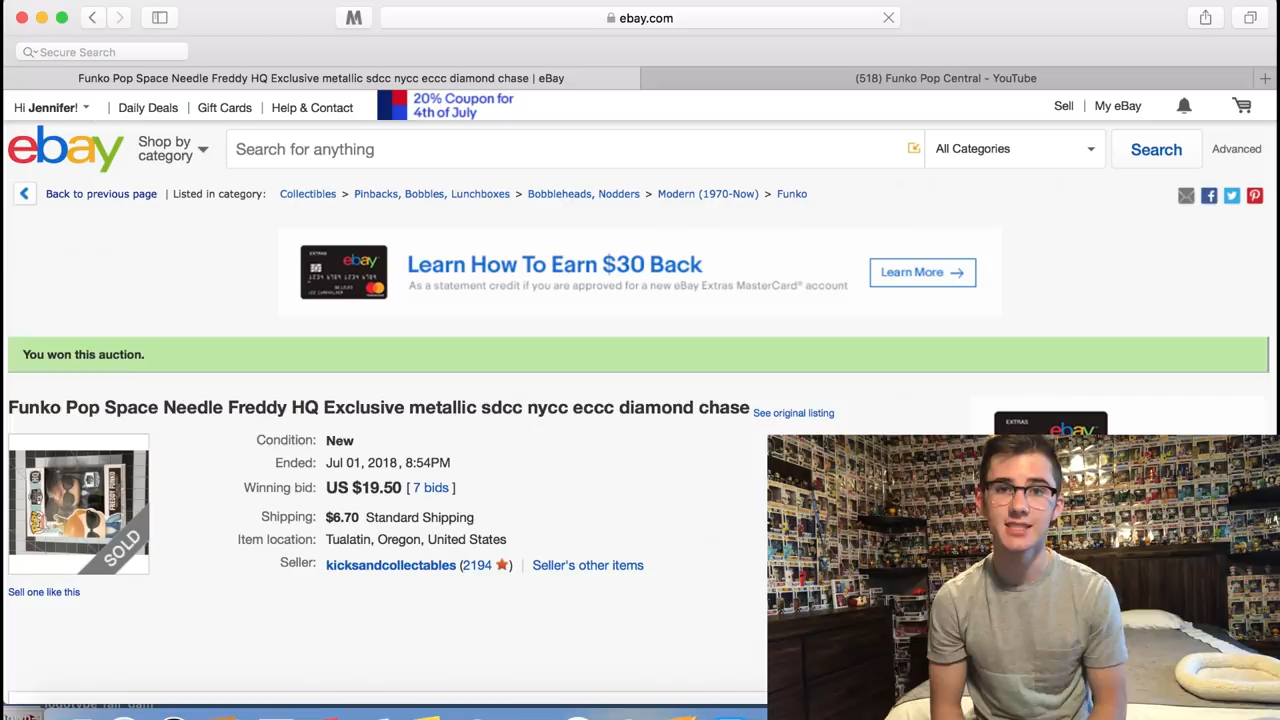 M
ebay.com
Secure Search
Funko Pop Space Needle Freddy HQ Exclusive metallic sdcc nycc eccc diamond chase | eBay
(518) Funko Pop Central - YouTube
Hi Jennifer! | Daily Deals | Gift Cards | Help & Contact
20% Coupon for
4th of July
Sell | My eBay
ebay
Shop by
category
Search for anything
All Categories
Search
Advanced
Back to previous page | Listed in category: Collectibles > Pinbacks, Bobbles, Lunchboxes > Bobbleheads, Nodders > Modern (1970-Now) > Funko
EXTRAS
ebay
Learn How To Earn $30 Back
As a statement credit if you are approved for a new eBay Extras MasterCard® account
Learn More →
You won this auction.
Funko Pop Space Needle Freddy HQ Exclusive metallic sdcc nycc eccc diamond chase
See original listing
EXTRAS
ebay
Condition: New
Ended: Jul 01, 2018 , 8:54PM
Winning bid: US $19.50 [ 7 bids ]
Shipping: $6.70 Standard Shipping
Item location: Tualatin, Oregon, United States
Seller: kicksandcollectables (2194 ) | Seller's other items
SOLD
Sell one like this